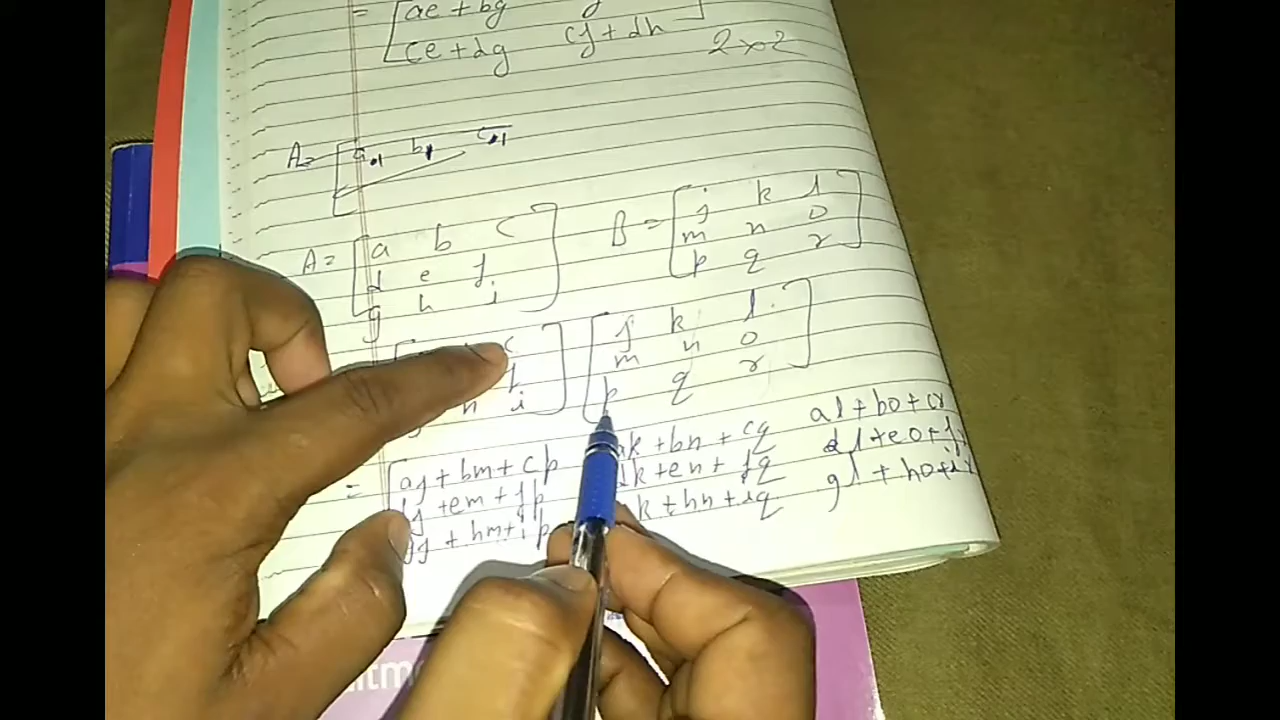 = ae + bg
ce + dg cf + dh 2×2
A = a1 b1 c1
A = a b c B = j k l
d e f m n o
g h i p q r
c j k l
f m n o
h i p q r
= aj + bm + cp ak + bn + cq al + bo + cr
dj + em + fp dk + en + fq dl + eo + fr
gj + hm + ip k + hn + iq gl + ho + ir
itm